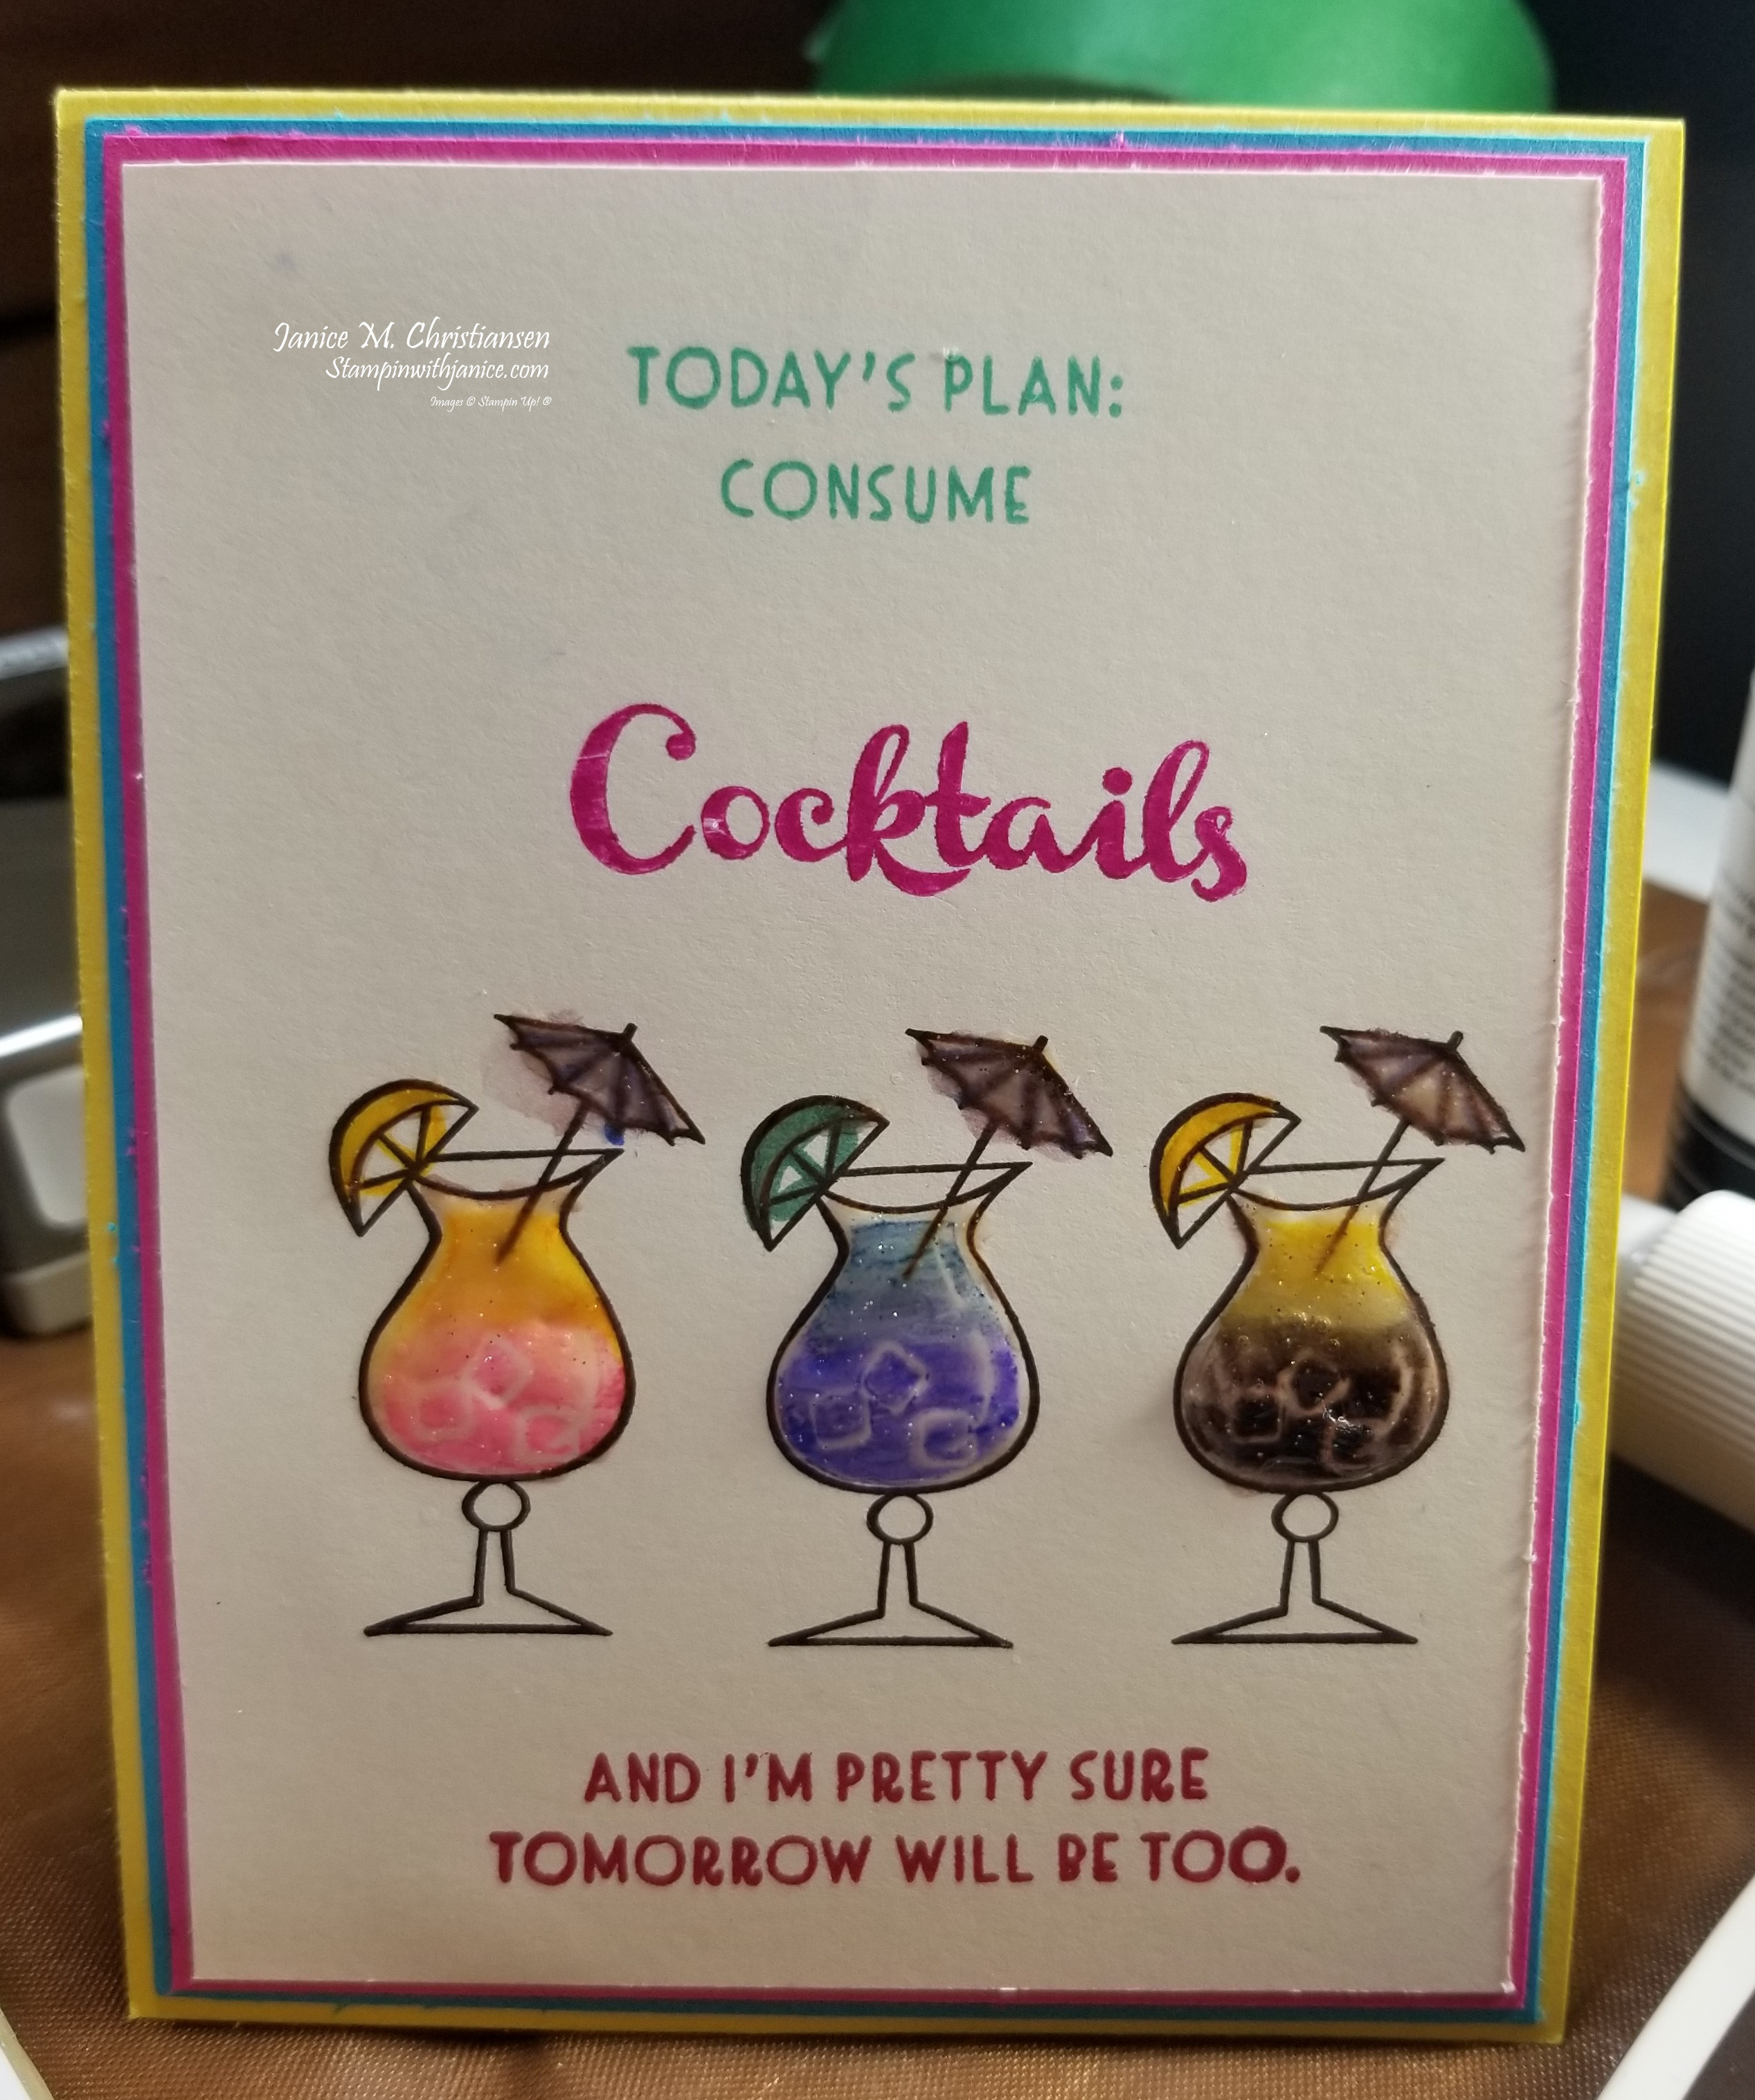 Janice M. Christiansen
Stampinwithjanice.com
Images © Stampin' Up! ®
TODAY'S PLAN:
CONSUME
Cocktails
AND I'M PRETTY SURE
TOMORROW WILL BE TOO.